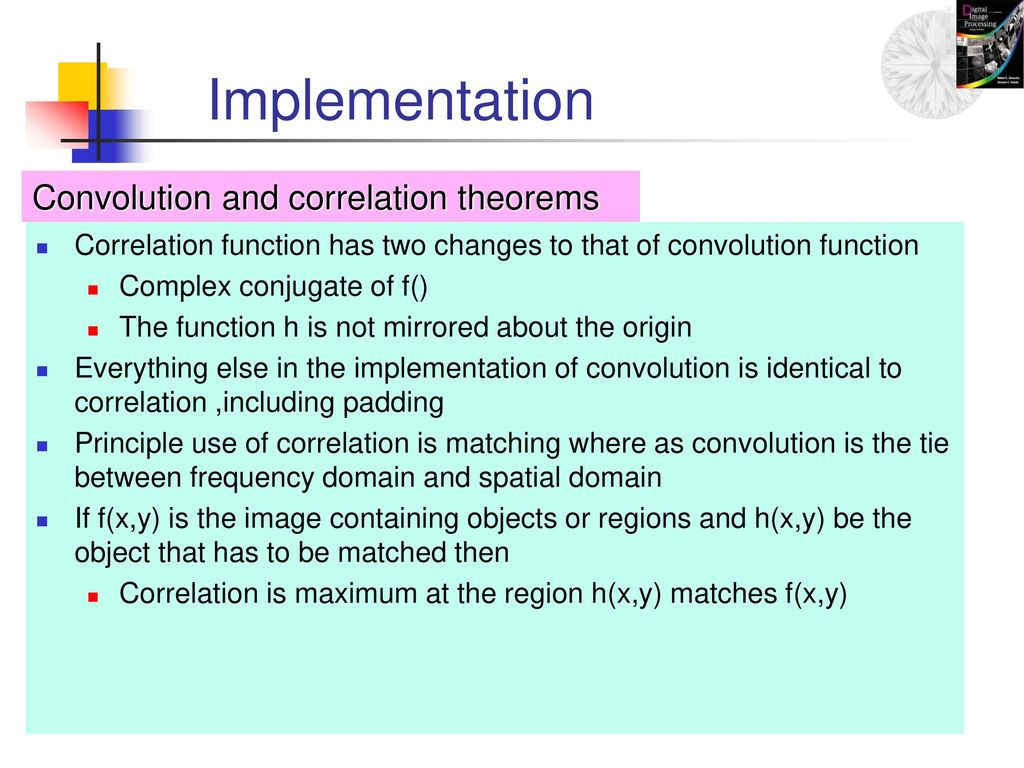 Digital
Image
Processing
Implementation
Convolution and correlation theorems
Correlation function has two changes to that of convolution function
Complex conjugate of f()
The function h is not mirrored about the origin
Everything else in the implementation of convolution is identical to
correlation ,including padding
Principle use of correlation is matching where as convolution is the tie
between frequency domain and spatial domain
If f(x,y) is the image containing objects or regions and h(x,y) be the
object that has to be matched then
Correlation is maximum at the region h(x,y) matches f(x,y)